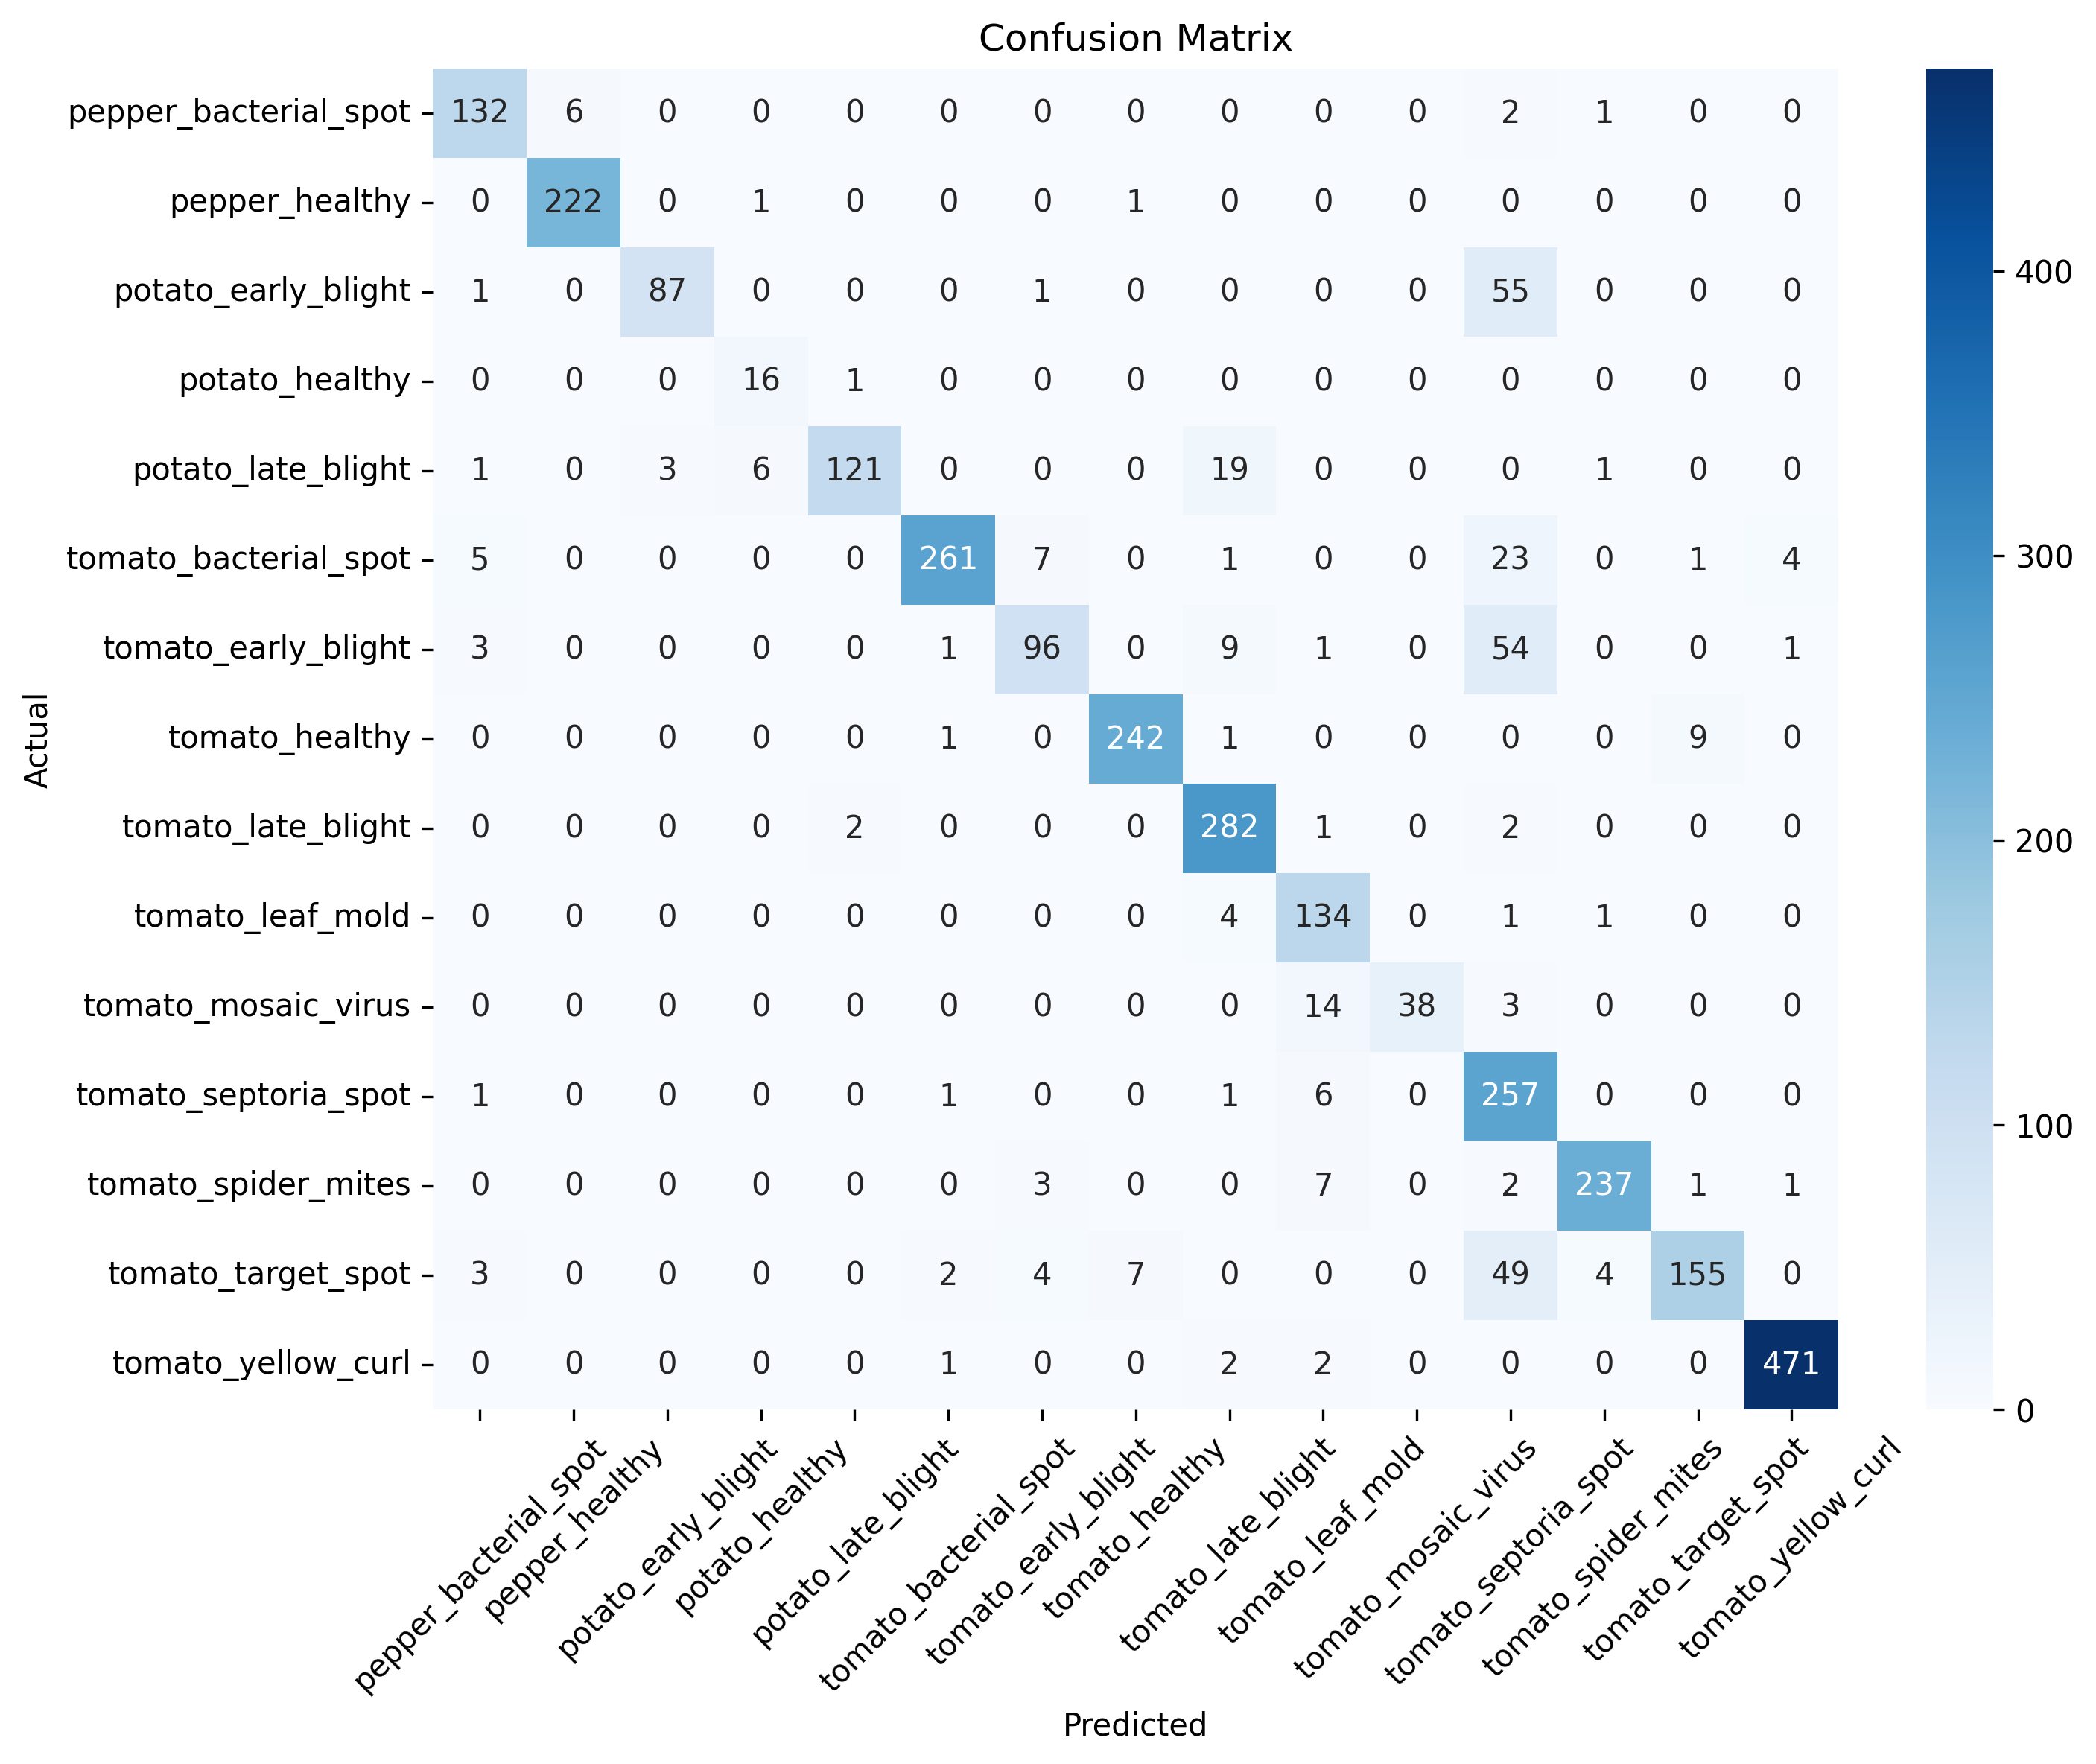 Confusion Matrix
pepper_bacterial_spot 132 6 0 0 0 0 0 0 0 0 0 2 1 0 0
pepper_healthy 0 222 0 1 0 0 0 1 0 0 0 0 0 0 0
potato_early_blight 1 0 87 0 0 0 1 0 0 0 0 55 0 0 0
potato_healthy 0 0 0 16 1 0 0 0 0 0 0 0 0 0 0
potato_late_blight 1 0 3 6 121 0 0 0 19 0 0 0 1 0 0
tomato_bacterial_spot 5 0 0 0 0 261 7 0 1 0 0 23 0 1 4
tomato_early_blight 3 0 0 0 0 1 96 0 9 1 0 54 0 0 1
tomato_healthy 0 0 0 0 0 1 0 242 1 0 0 0 0 9 0
tomato_late_blight 0 0 0 0 2 0 0 0 282 1 0 2 0 0 0
tomato_leaf_mold 0 0 0 0 0 0 0 0 4 134 0 1 1 0 0
tomato_mosaic_virus 0 0 0 0 0 0 0 0 0 14 38 3 0 0 0
tomato_septoria_spot 1 0 0 0 0 1 0 0 1 6 0 257 0 0 0
tomato_spider_mites 0 0 0 0 0 0 3 0 0 7 0 2 237 1 1
tomato_target_spot 3 0 0 0 0 2 4 7 0 0 0 49 4 155 0
tomato_yellow_curl 0 0 0 0 0 1 0 0 2 2 0 0 0 0 471
Actual
pepper_bacterial_spot
pepper_healthy
potato_early_blight
potato_healthy
potato_late_blight
tomato_bacterial_spot
tomato_early_blight
tomato_healthy
tomato_late_blight
tomato_leaf_mold
tomato_mosaic_virus
tomato_septoria_spot
tomato_spider_mites
tomato_target_spot
tomato_yellow_curl
Predicted
400
300
200
100
0